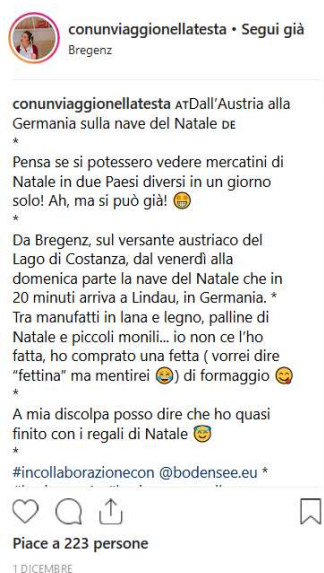 conunviaggionellatesta • Segui già
Bregenz
conunviaggionellatesta ATDall'Austria alla
Germania sulla nave del Natale DE
*
Pensa se si potessero vedere mercatini di
Natale in due Paesi diversi in un giorno
solo! Ah, ma si può già! 🤩
*
Da Bregenz, sul versante austriaco del
Lago di Costanza, dal venerdì alla
domenica parte la nave del Natale che in
20 minuti arriva a Lindau, in Germania. *
Tra manufatti in lana e legno, palline di
Natale e piccoli monili... io non ce l'ho
fatta, ho comprato una fetta ( vorrei dire
"fettina" ma mentirei 😂) di formaggio 😋
*
A mia discolpa posso dire che ho quasi
finito con i regali di Natale 😇
*
#incollaborazionecon @bodensee.eu *
Piace a 223 persone
1 DICEMBRE